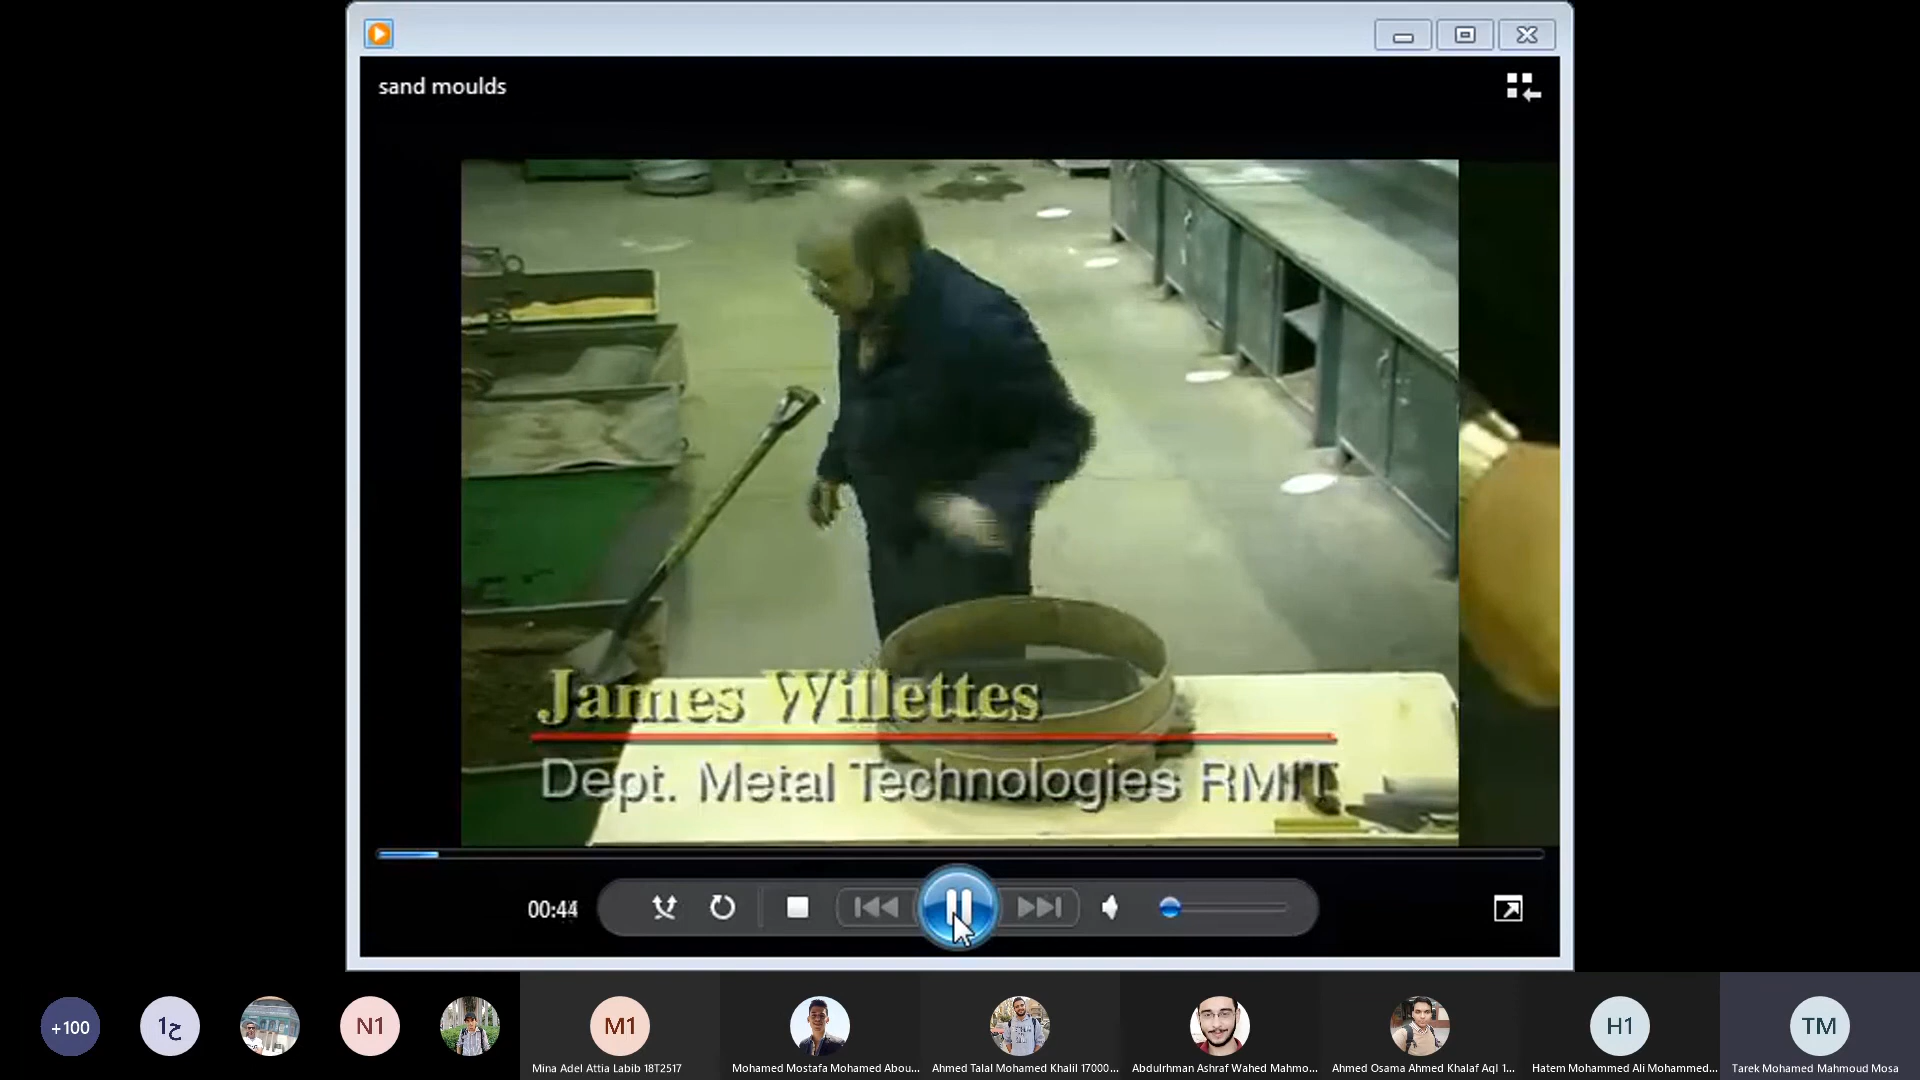 sand moulds
James Willettes
Dept. Metal Technologies RMIT
00:44
+100
ح1
N1
M1
H1
TM
Mina Adel Attia Labib 18T2517
Mohamed Mostafa Mohamed Abou...
Ahmed Talal Mohamed Khalil 17000...
Abdulrhman Ashraf Wahed Mahmo...
Ahmed Osama Ahmed Khalaf Aql 1...
Hatem Mohammed Ali Mohammed...
Tarek Mohamed Mahmoud Mosa